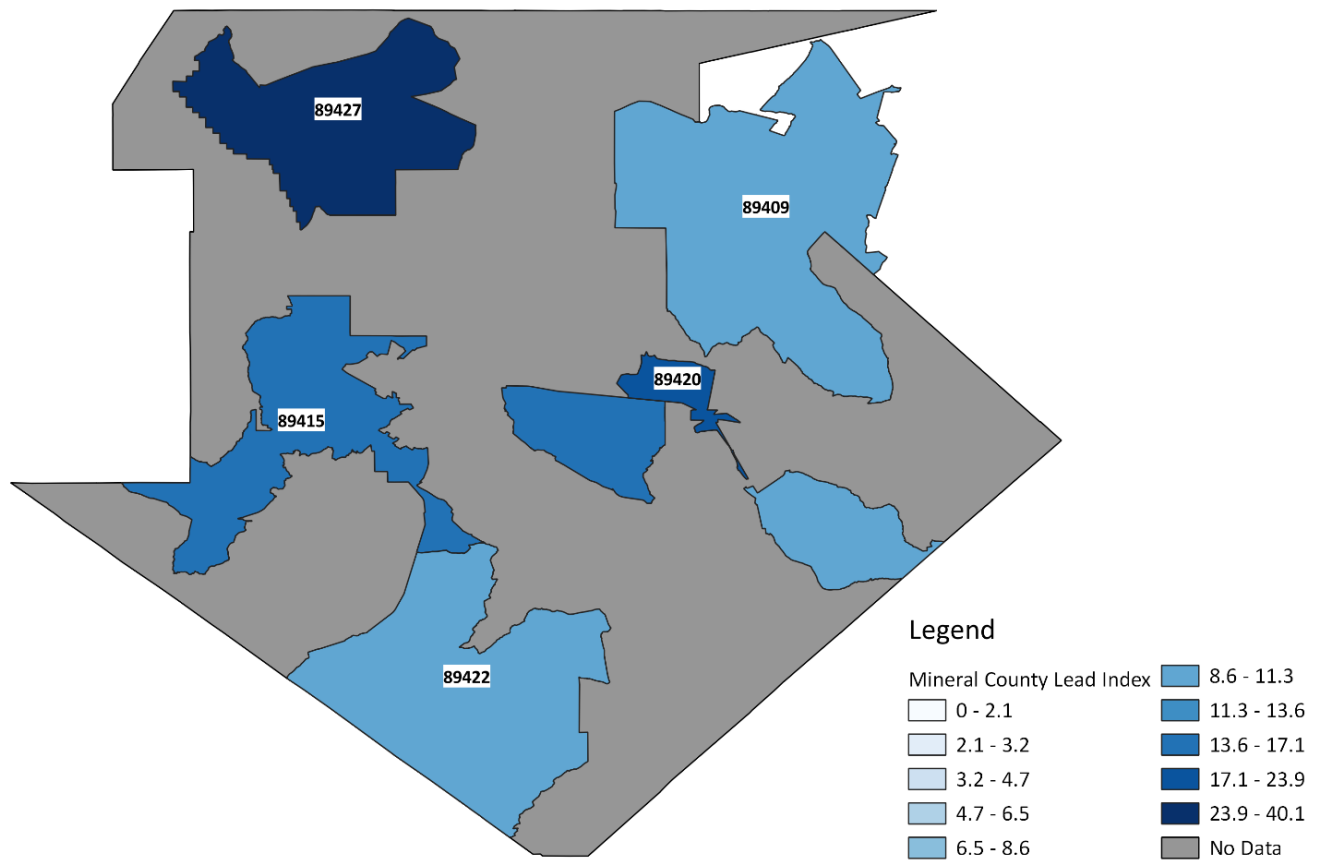 89427
89409
89420
89415
89422
Legend
Mineral County Lead Index
0 - 2.1
2.1 - 3.2
3.2 - 4.7
4.7 - 6.5
6.5 - 8.6
8.6 - 11.3
11.3 - 13.6
13.6 - 17.1
17.1 - 23.9
23.9 - 40.1
No Data